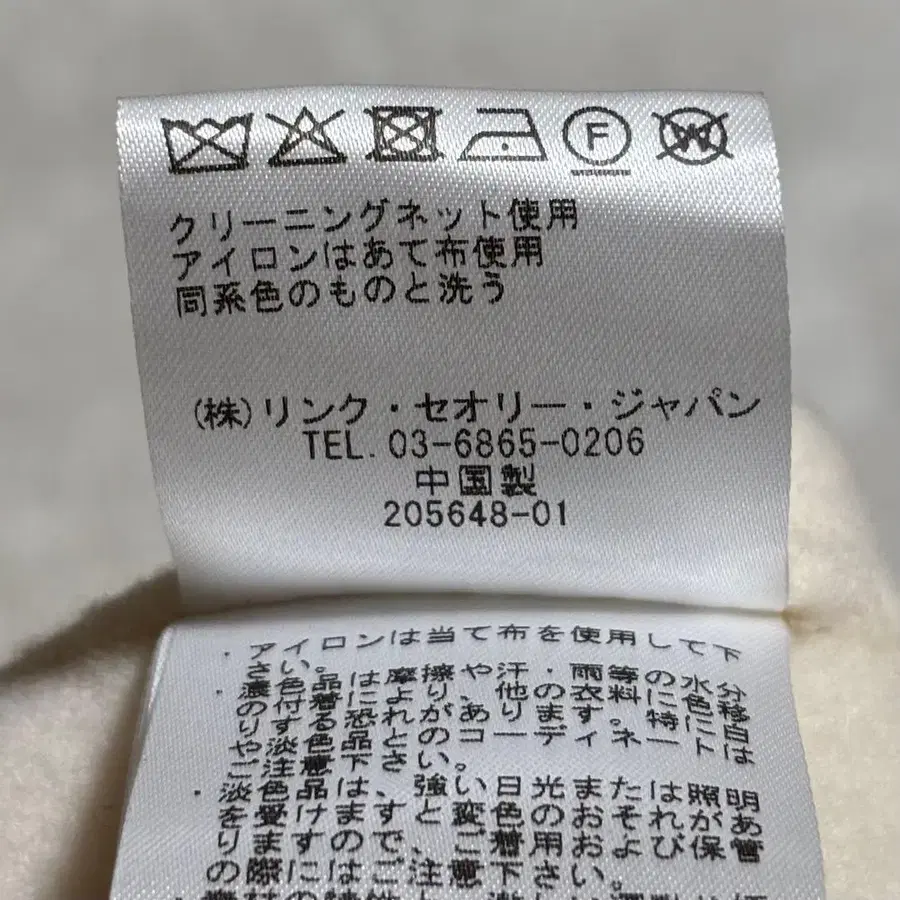 クリーニングネット使用
アイロンはあて布使用
同系色のものと洗う
(株)リンク・セオリー・ジャパン
TEL. 03-6865-0206
中国製
205648-01
・アイロンは当て布を使用して下
さい。
・濃色品は摩擦や汗・雨等の水分
の付着により、他の衣料に色移
りする恐れがあります。特に白
や淡色品とのコーディネートは
ご注意下さい。
・淡色品は、強い日光または照明
を受けますと、変色のおそれがあ
りますので、ご着用および保管
の際にはご注意下さい。